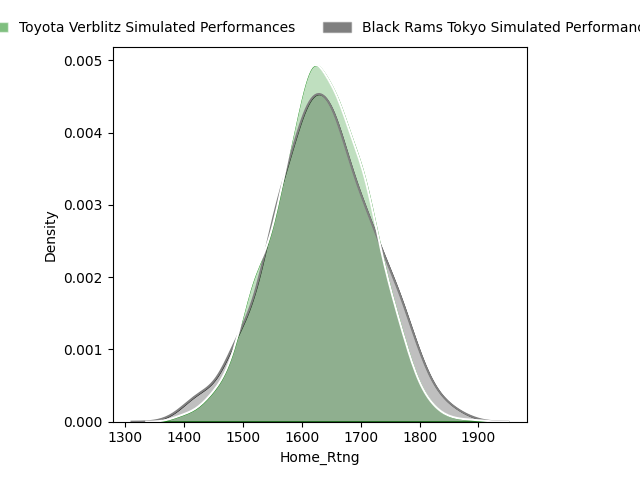 Toyota Verblitz Simulated Performances
Black Rams Tokyo Simulated
0.005
0.004
0.003
0.002
0.001
0.000
Density
1300 1400 1500 1600 1700 1800 1900
Home_Rtng